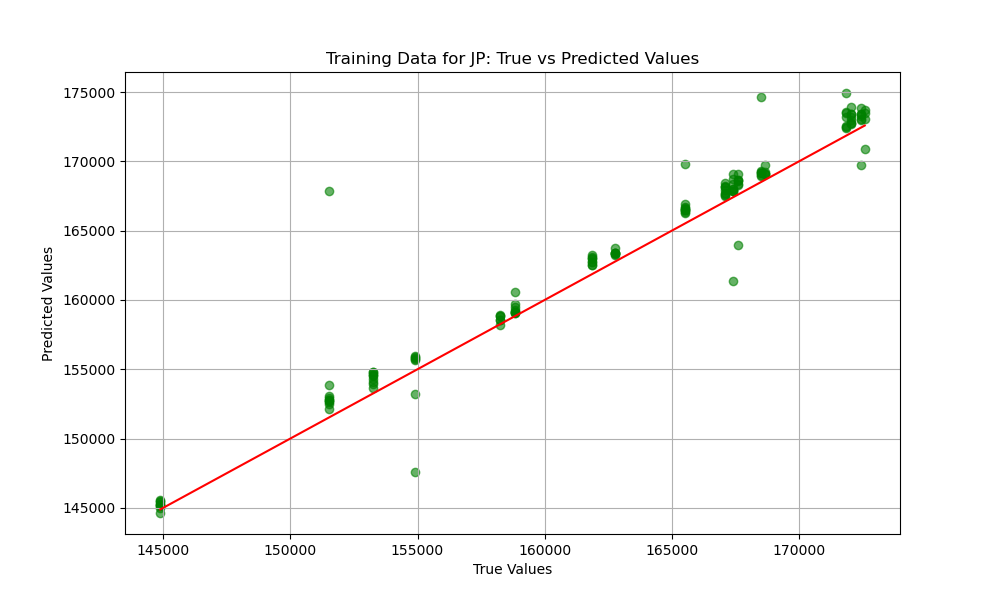 Training Data for JP: True vs Predicted Values
175000
170000
165000
160000
155000
150000
145000
Predicted Values
145000 150000 155000 160000 165000 170000
True Values